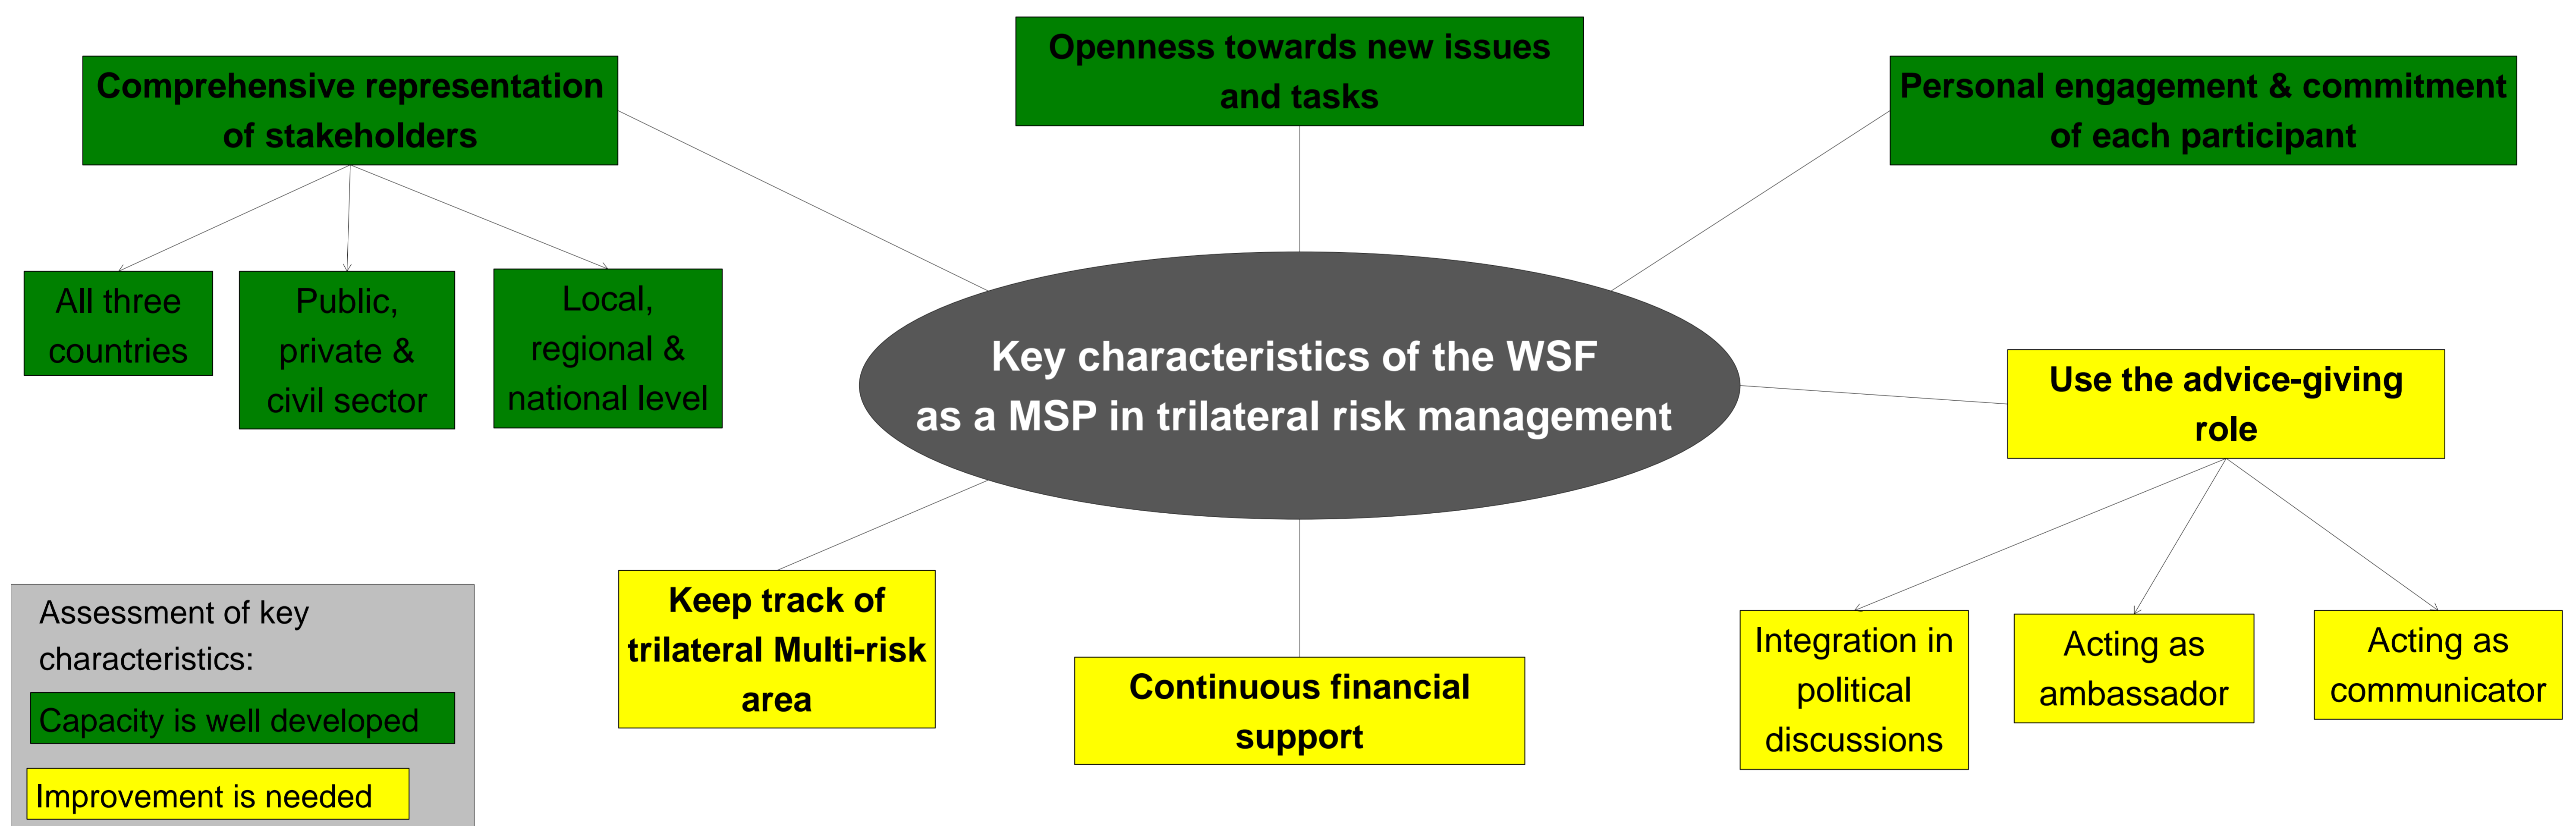 Comprehensive representation
of stakeholders
Openness towards new issues
and tasks
Personal engagement & commitment
of each participant
All three
countries
Public,
private &
civil sector
Local,
regional &
national level
Key characteristics of the WSF
as a MSP in trilateral risk management
Use the advice-giving
role
Keep track of
trilateral Multi-risk
area
Continuous financial
support
Integration in
political
discussions
Acting as
ambassador
Acting as
communicator
Assessment of key
characteristics:
Capacity is well developed
Improvement is needed